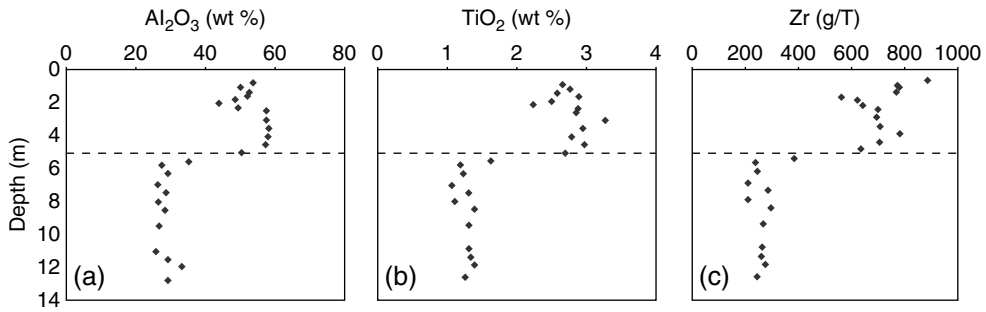 Al₂O₃ (wt %)
TiO₂ (wt %)
Zr (g/T)
0 20 40 60 80
0 1 2 3 4
0 200 400 600 800 1000
Depth (m)
0
2
4
6
8
10
12
14
(a)
(b)
(c)